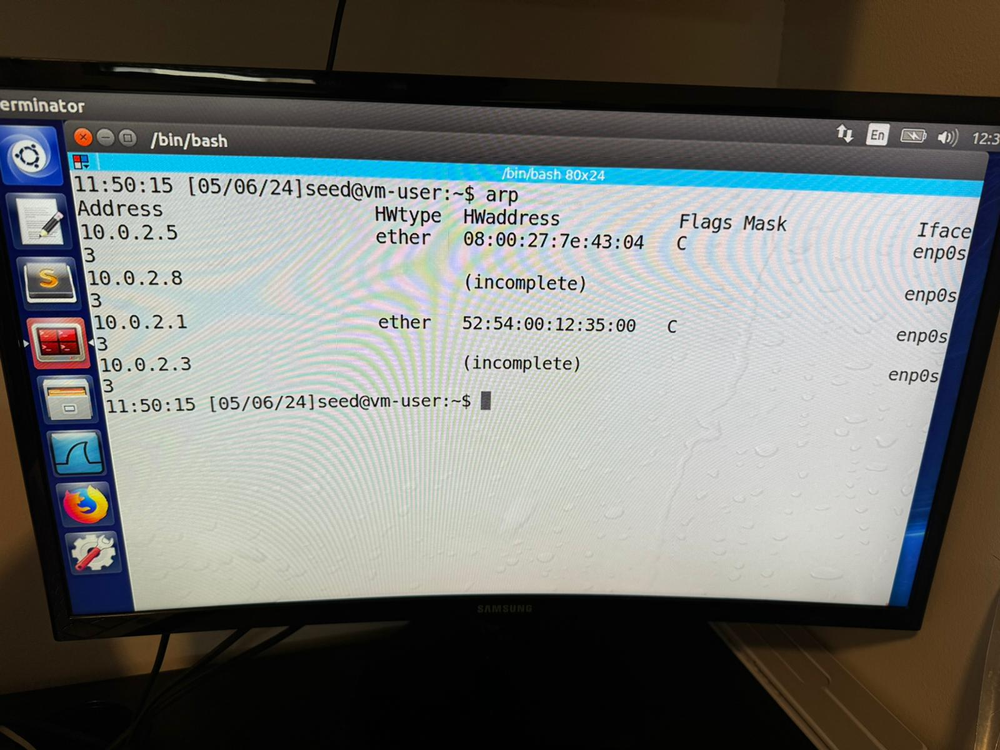 erminator
En
12:3
/bin/bash
/bin/bash 80x24
11:50:15 [05/06/24]seed@vm-user:~$ arp
Address HWtype HWaddress Flags Mask Iface
10.0.2.5 ether 08:00:27:7e:43:04 C enp0s
3
10.0.2.8 (incomplete) enp0s
3
10.0.2.1 ether 52:54:00:12:35:00 C enp0s
3
10.0.2.3 (incomplete) enp0s
3
11:50:15 [05/06/24]seed@vm-user:~$
S
SAMSUNG